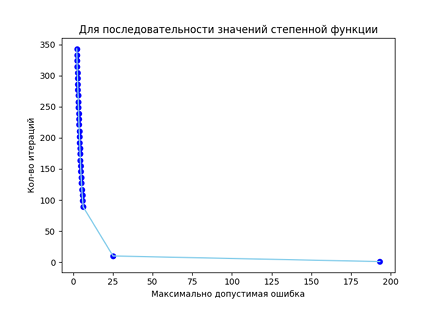 Для последовательности значений степенной функции
350
300
250
200
150
100
50
0
Кол-во итераций
0 25 50 75 100 125 150 175 200
Максимально допустимая ошибка